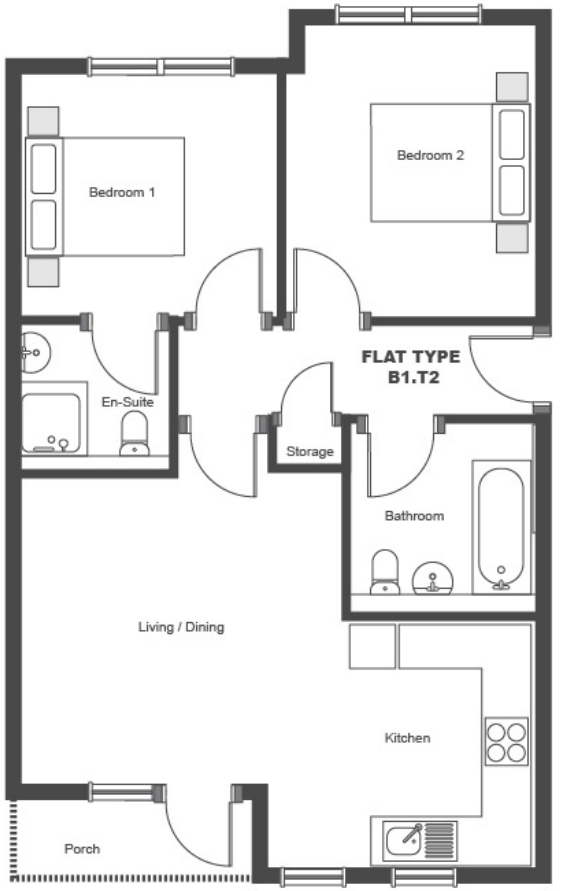 Bedroom 2
Bedroom 1
FLAT TYPE
B1.T2
En-Suite
Storage
Bathroom
Living / Dining
Kitchen
Porch